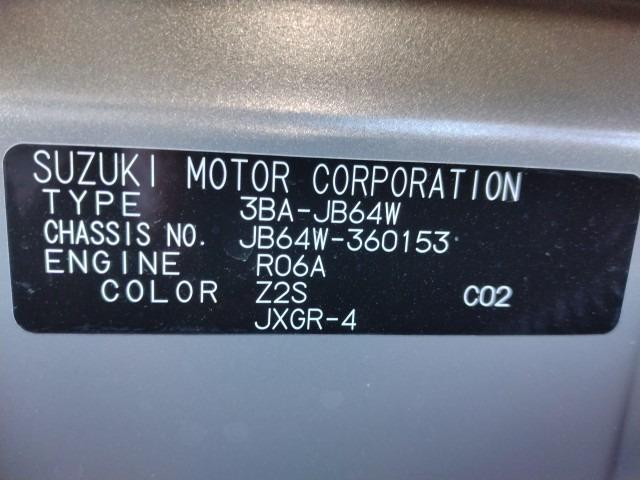 SUZUKI MOTOR CORPORATION
TYPE 3BA-JB64W
CHASSIS NO. JB64W-360153
ENGINE R06A
COLOR Z2S C02
JXGR-4